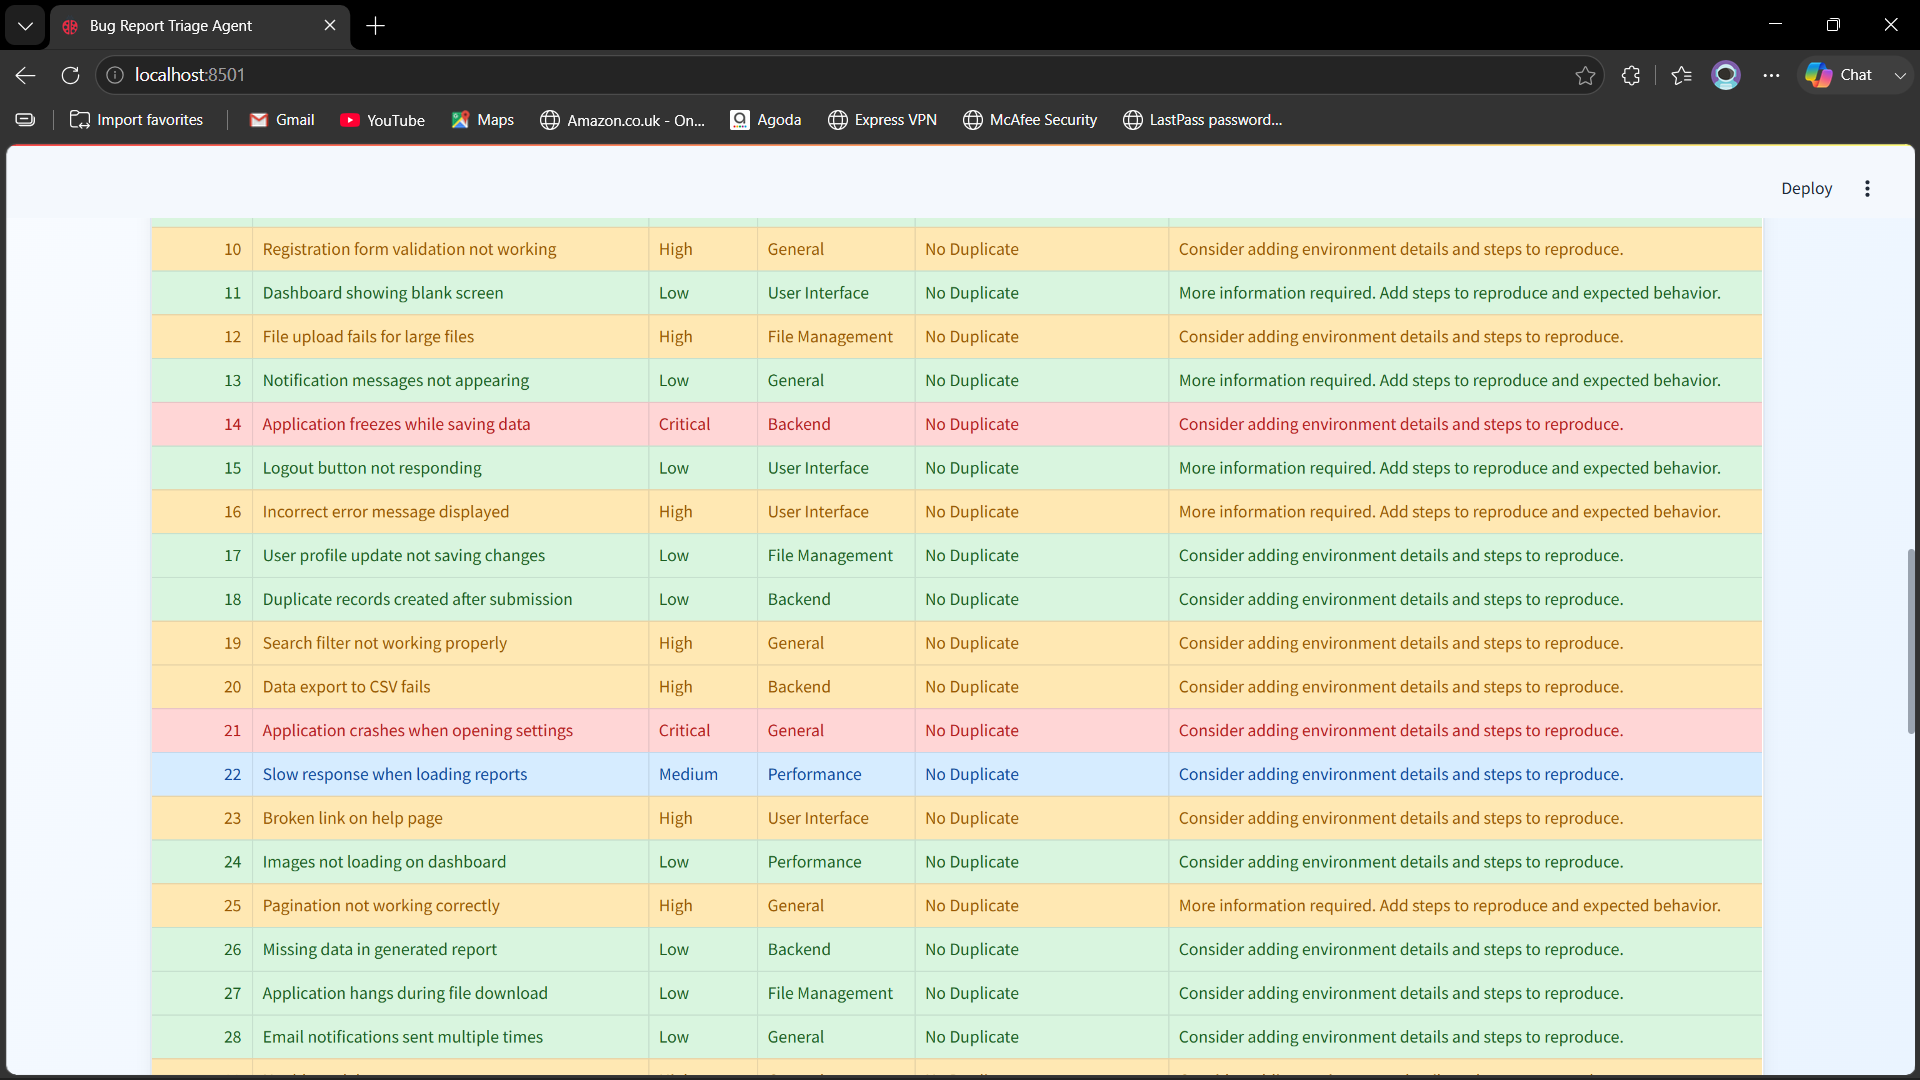 Bug Report Triage Agent
localhost:8501
Chat
Import favorites
Gmail
YouTube
Maps
Amazon.co.uk - On...
Agoda
Express VPN
McAfee Security
LastPass password...
Deploy
10 Registration form validation not working High General No Duplicate Consider adding environment details and steps to reproduce.
11 Dashboard showing blank screen Low User Interface No Duplicate More information required. Add steps to reproduce and expected behavior.
12 File upload fails for large files High File Management No Duplicate Consider adding environment details and steps to reproduce.
13 Notification messages not appearing Low General No Duplicate More information required. Add steps to reproduce and expected behavior.
14 Application freezes while saving data Critical Backend No Duplicate Consider adding environment details and steps to reproduce.
15 Logout button not responding Low User Interface No Duplicate More information required. Add steps to reproduce and expected behavior.
16 Incorrect error message displayed High User Interface No Duplicate More information required. Add steps to reproduce and expected behavior.
17 User profile update not saving changes Low File Management No Duplicate Consider adding environment details and steps to reproduce.
18 Duplicate records created after submission Low Backend No Duplicate Consider adding environment details and steps to reproduce.
19 Search filter not working properly High General No Duplicate Consider adding environment details and steps to reproduce.
20 Data export to CSV fails High Backend No Duplicate Consider adding environment details and steps to reproduce.
21 Application crashes when opening settings Critical General No Duplicate Consider adding environment details and steps to reproduce.
22 Slow response when loading reports Medium Performance No Duplicate Consider adding environment details and steps to reproduce.
23 Broken link on help page High User Interface No Duplicate Consider adding environment details and steps to reproduce.
24 Images not loading on dashboard Low Performance No Duplicate Consider adding environment details and steps to reproduce.
25 Pagination not working correctly High General No Duplicate More information required. Add steps to reproduce and expected behavior.
26 Missing data in generated report Low Backend No Duplicate Consider adding environment details and steps to reproduce.
27 Application hangs during file download Low File Management No Duplicate Consider adding environment details and steps to reproduce.
28 Email notifications sent multiple times Low General No Duplicate Consider adding environment details and steps to reproduce.